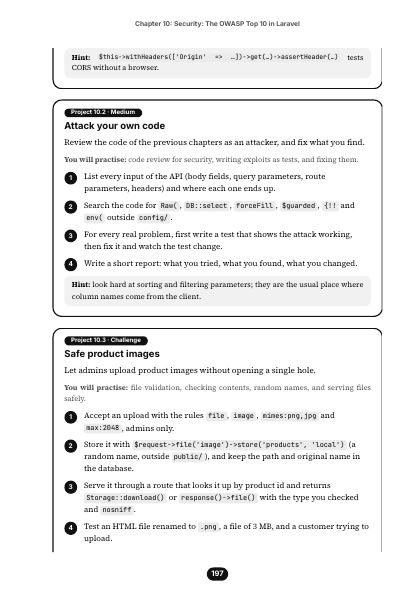 Chapter 10: Security: The OWASP Top 10 in Laravel
Hint: $this->withHeaders(['Origin' => …])->get(…)->assertHeader(…) tests
CORS without a browser.
Project 10.2 · Medium
Attack your own code
Review the code of the previous chapters as an attacker, and fix what you find.
You will practise: code review for security, writing exploits as tests, and fixing them.
1 List every input of the API (body fields, query parameters, route
parameters, headers) and where each one ends up.
2 Search the code for Raw(, DB::select, forceFill, $guarded, {!! and
env( outside config/.
3 For every real problem, first write a test that shows the attack working,
then fix it and watch the test change.
4 Write a short report: what you tried, what you found, what you changed.
Hint: look hard at sorting and filtering parameters; they are the usual place where
column names come from the client.
Project 10.3 · Challenge
Safe product images
Let admins upload product images without opening a single hole.
You will practise: file validation, checking contents, random names, and serving files
safely.
1 Accept an upload with the rules file, image, mimes:png,jpg and
max:2048, admins only.
2 Store it with $request->file('image')->store('products', 'local') (a
random name, outside public/), and keep the path and original name in
the database.
3 Serve it through a route that looks it up by product id and returns
Storage::download() or response()->file() with the type you checked
and nosniff.
4 Test an HTML file renamed to .png, a file of 3 MB, and a customer trying to
upload.
197